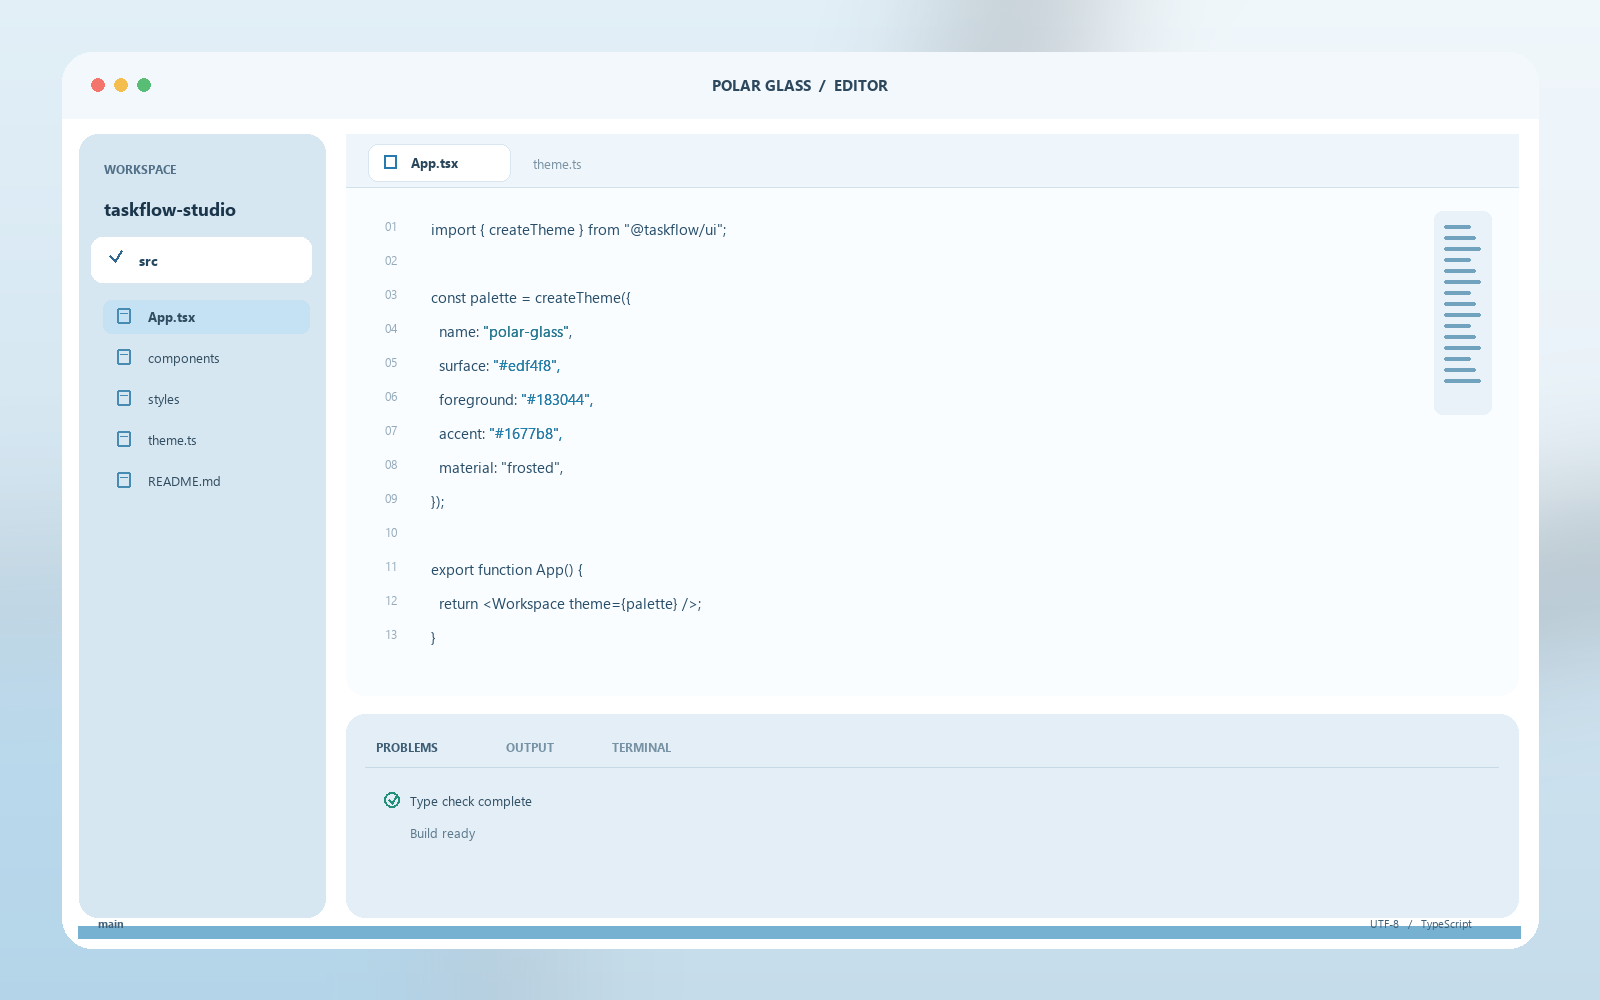 POLAR GLASS / EDITOR
WORKSPACE
taskflow-studio
src
App.tsx
components
styles
theme.ts
README.md
App.tsx
theme.ts
01 import { createTheme } from "@taskflow/ui";
02
03 const palette = createTheme({
04 name: "polar-glass",
05 surface: "#edf4f8",
06 foreground: "#183044",
07 accent: "#1677b8",
08 material: "frosted",
09 });
10
11 export function App() {
12 return <Workspace theme={palette} />;
13 }
PROBLEMS OUTPUT TERMINAL
Type check complete
Build ready
main
UTF-8 / TypeScript